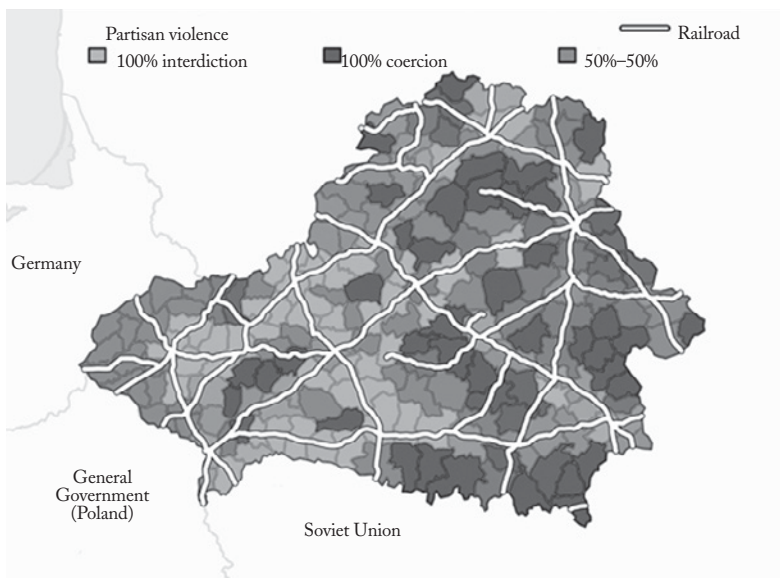 Partisan violence
Railroad
100% interdiction
100% coercion
50%–50%
Germany
General
Government
(Poland)
Soviet Union